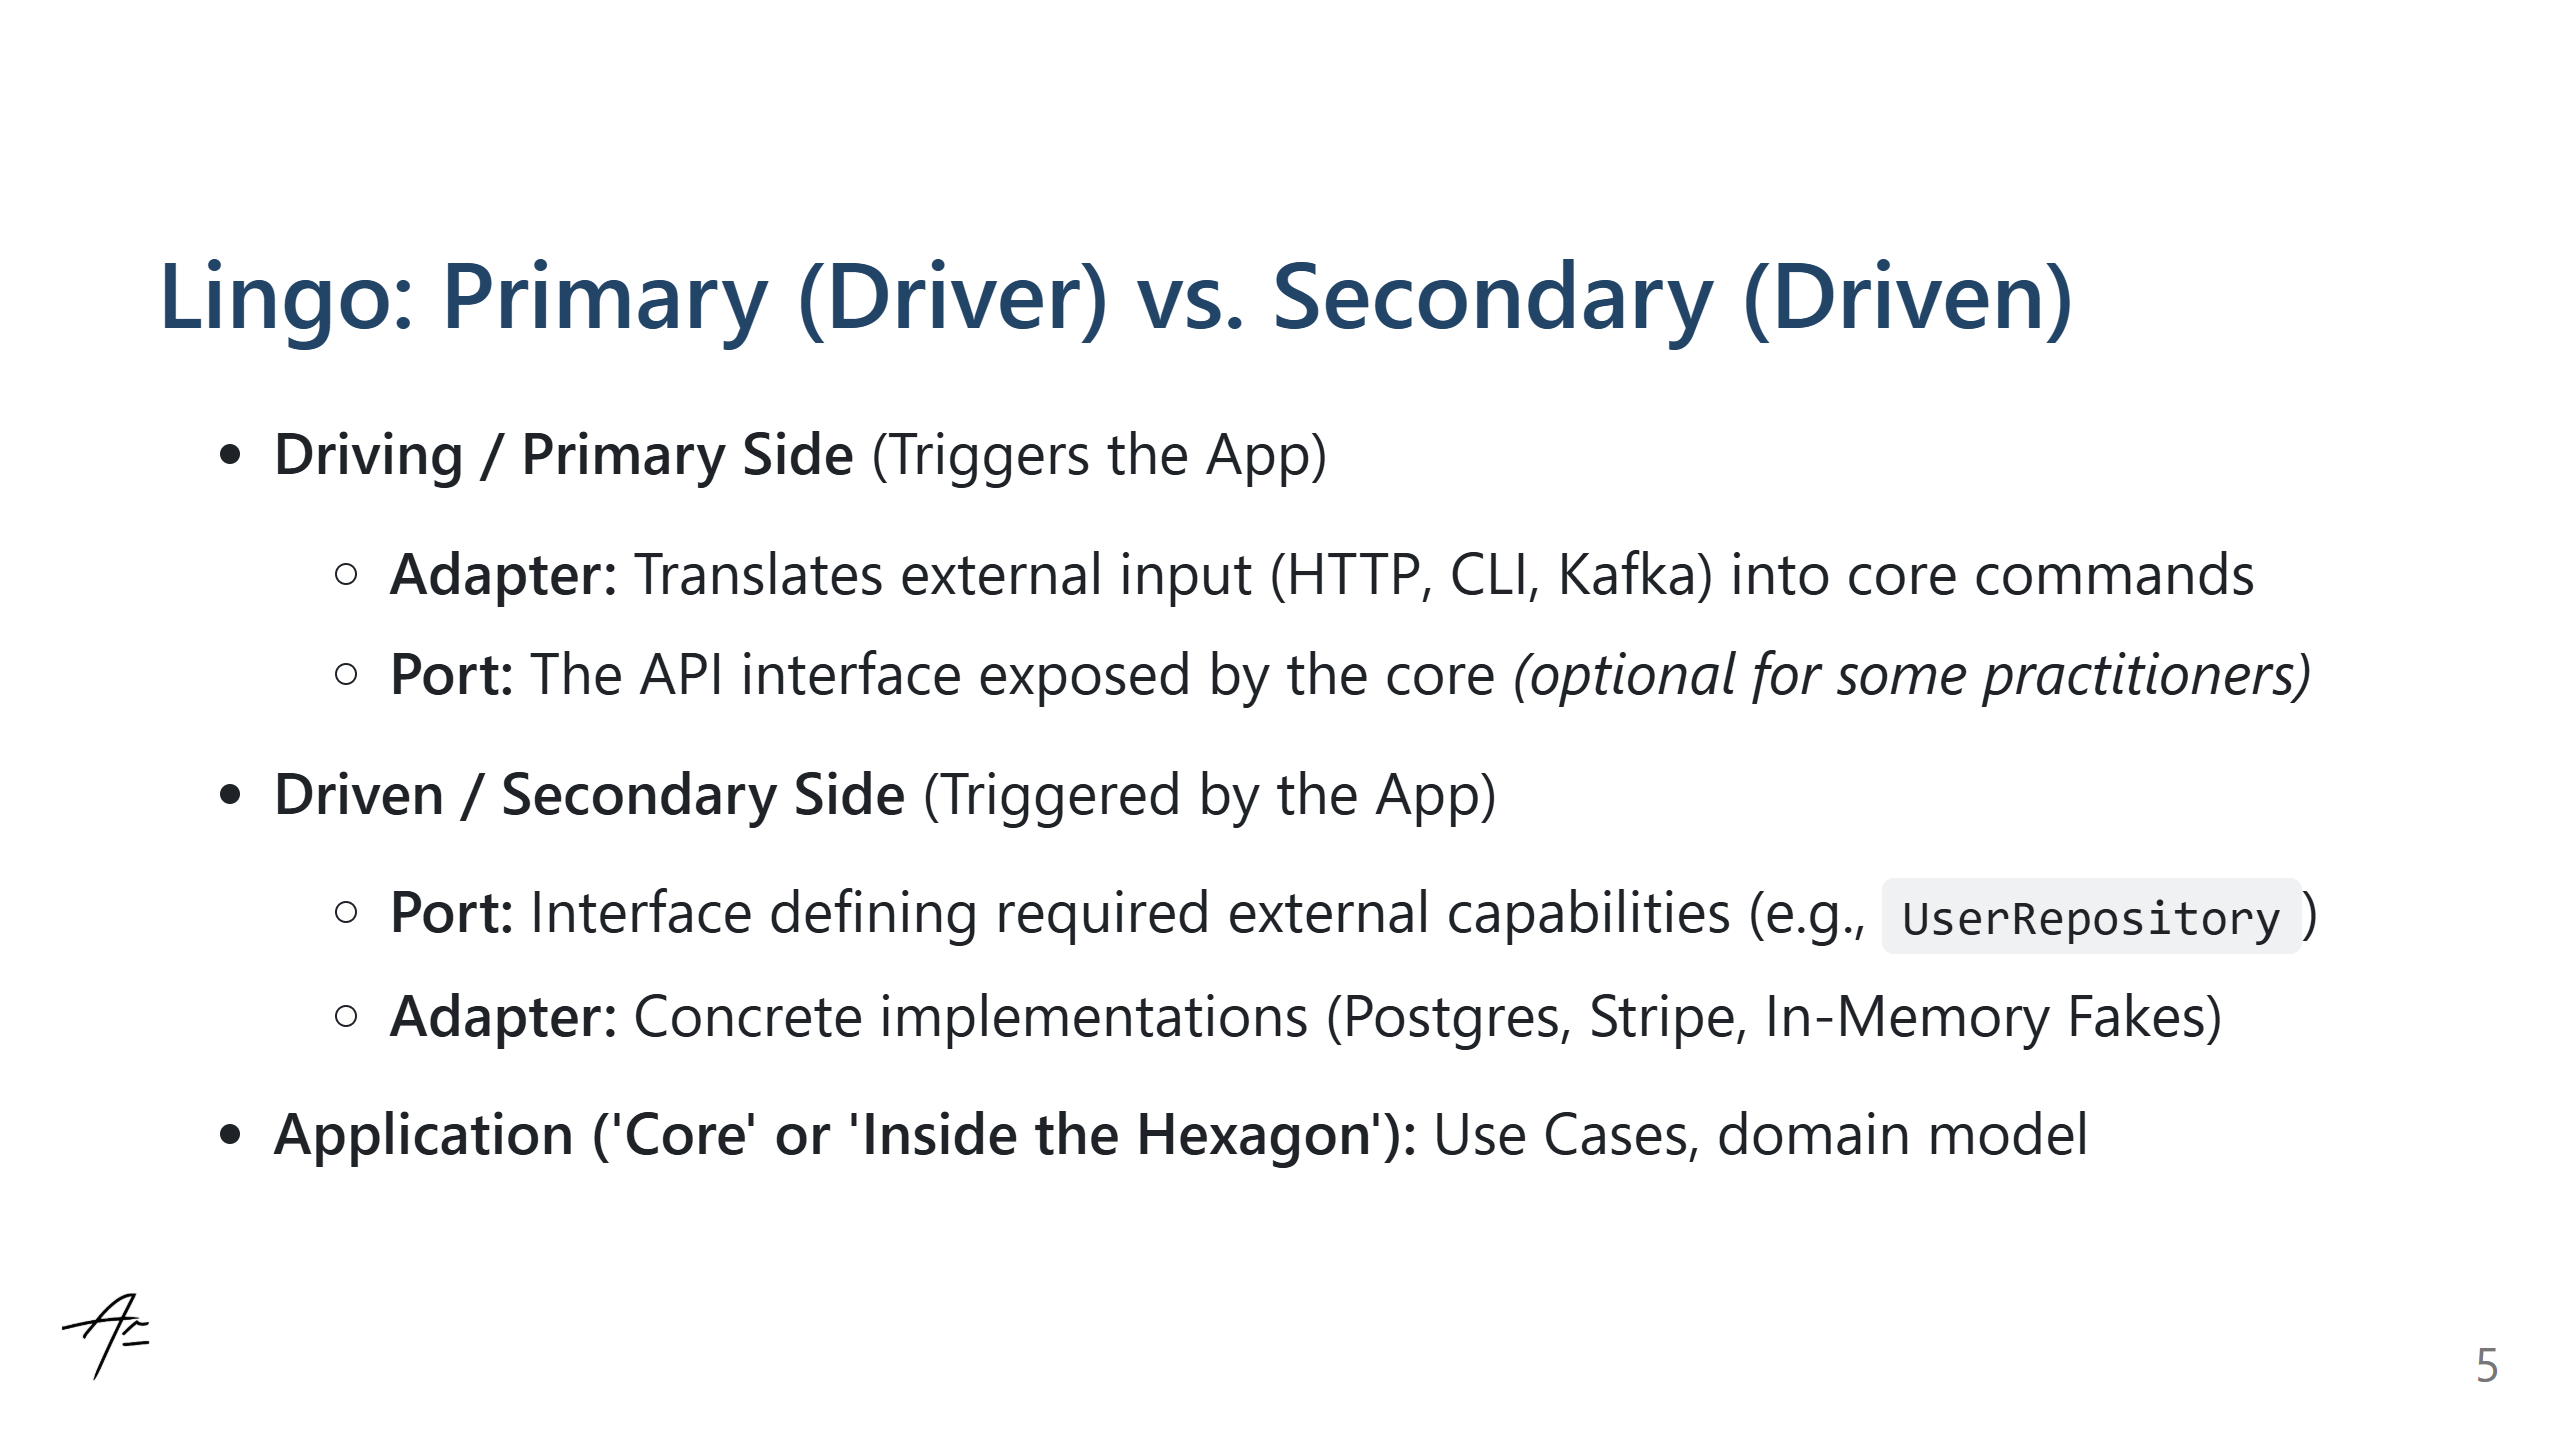 Lingo: Primary (Driver) vs. Secondary (Driven)
• Driving / Primary Side (Triggers the App)
◦ Adapter: Translates external input (HTTP, CLI, Kafka) into core commands
◦ Port: The API interface exposed by the core (optional for some practitioners)
• Driven / Secondary Side (Triggered by the App)
◦ Port: Interface defining required external capabilities (e.g., UserRepository)
◦ Adapter: Concrete implementations (Postgres, Stripe, In-Memory Fakes)
• Application ('Core' or 'Inside the Hexagon'): Use Cases, domain model
5